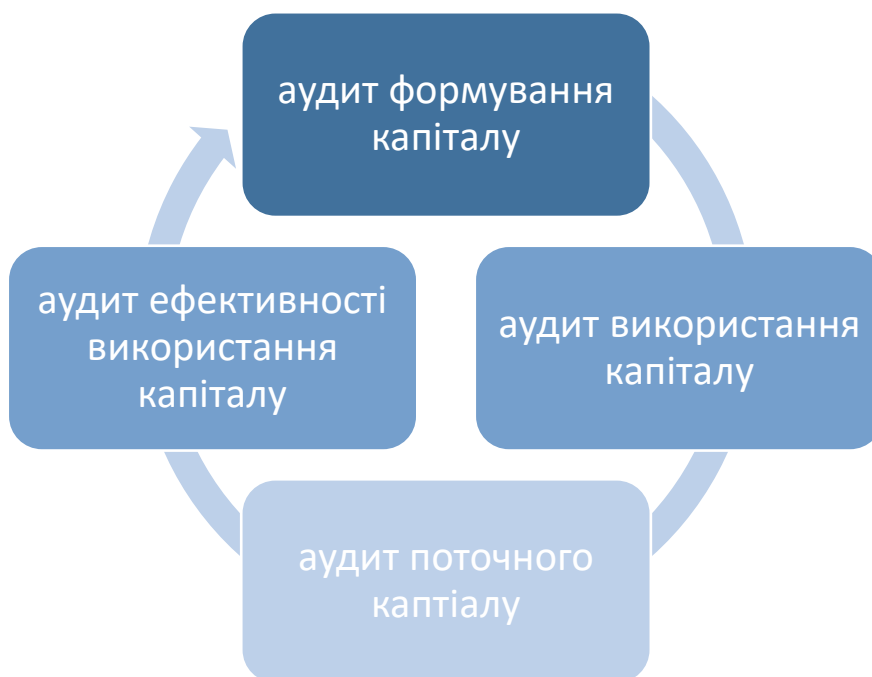 аудит формування
капіталу
аудит ефективності
використання
капіталу
аудит використання
капіталу
аудит поточного
каптіалу